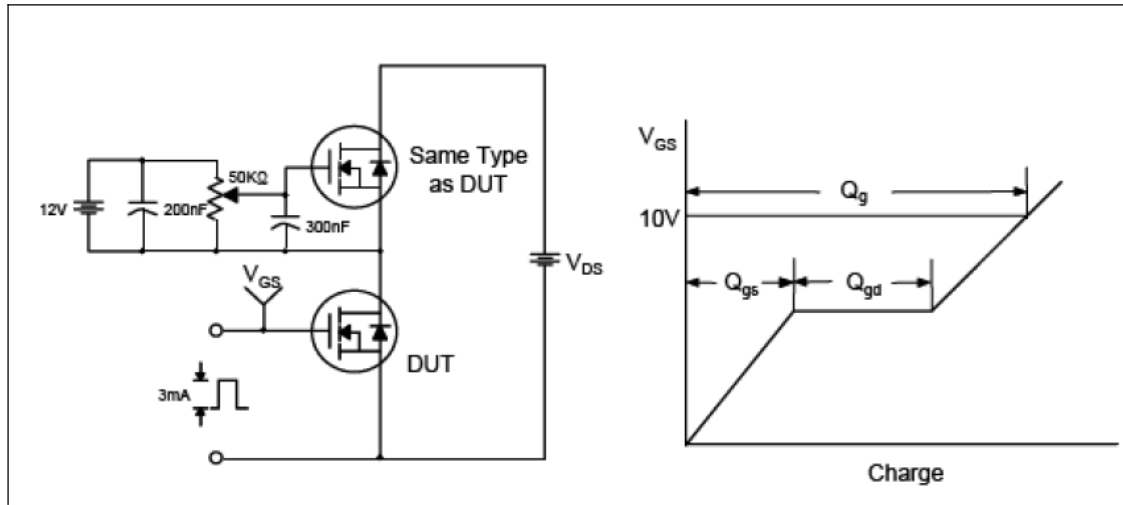 Same Type
as DUT
50KΩ
12V
200nF
300nF
V_GS
V_DS
DUT
3mA
V_GS
Q_g
10V
Q_gs
Q_gd
Charge